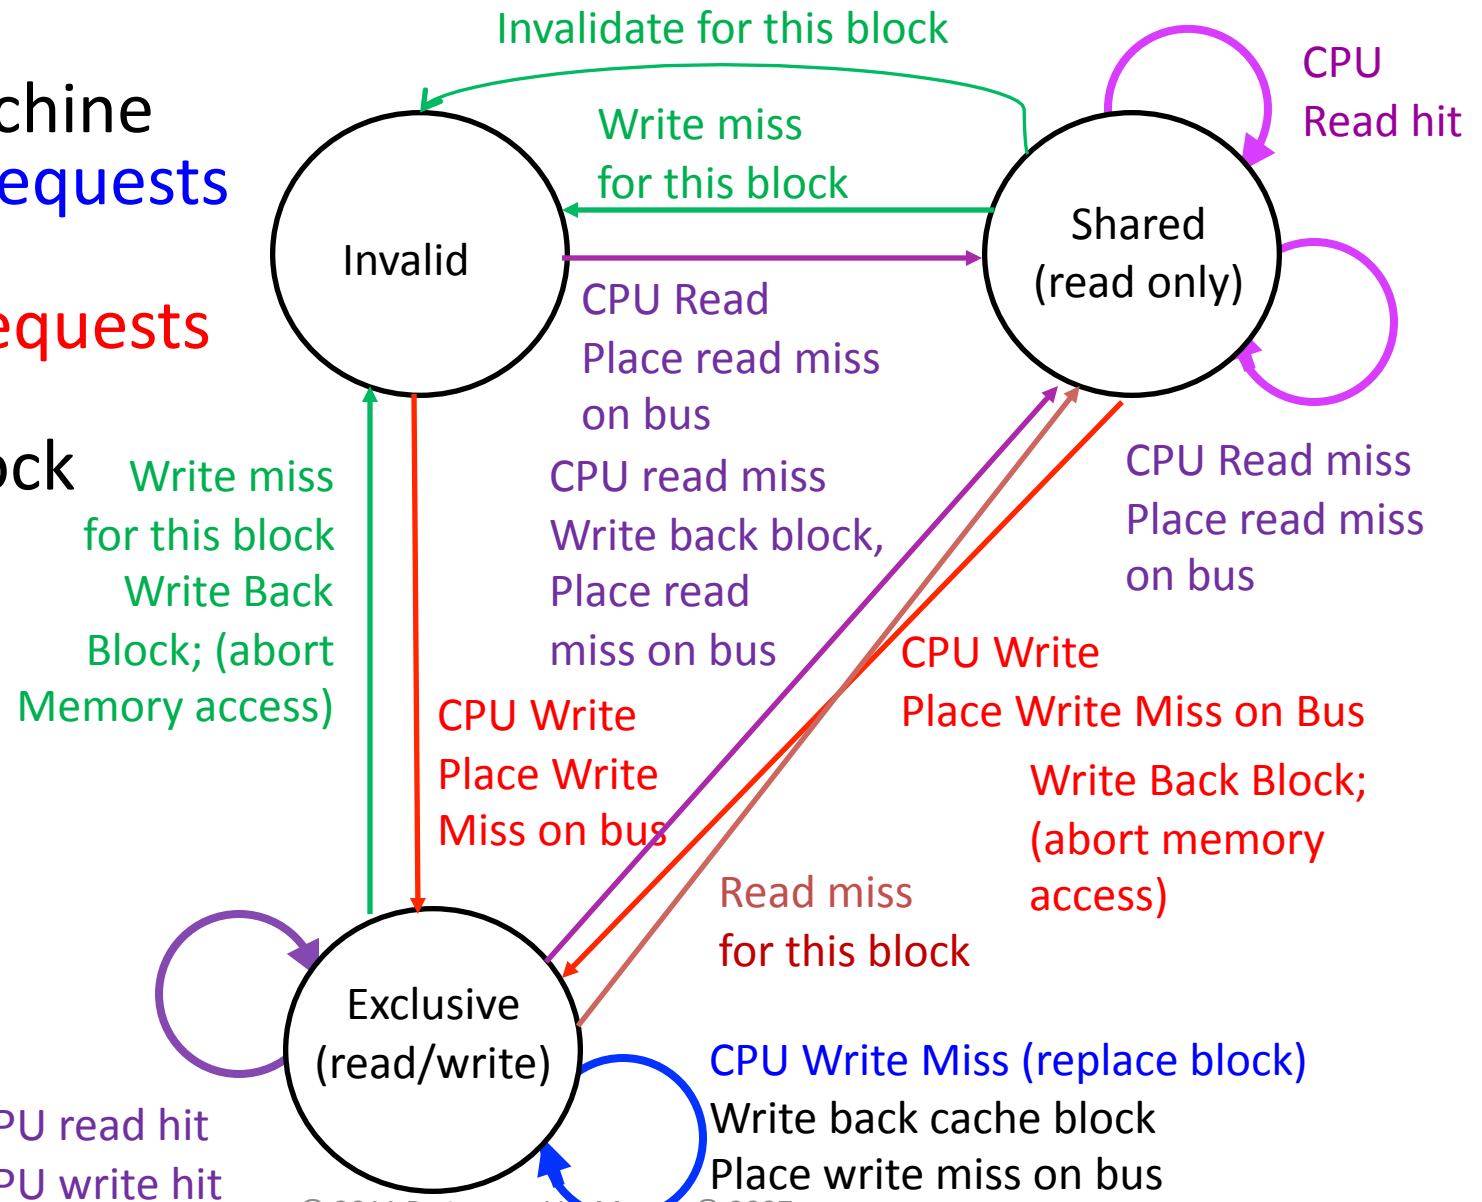 Invalidate for this block
CPU
Read hit
chine
equests
equests
ock
Write miss
for this block
Invalid
Shared
(read only)
CPU Read
Place read miss
on bus
CPU read miss
Write back block,
Place read
miss on bus
CPU Read miss
Place read miss
on bus
Write miss
for this block
Write Back
Block; (abort
Memory access)
CPU Write
Place Write
Miss on bus
CPU Write
Place Write Miss on Bus
Write Back Block;
(abort memory
access)
Read miss
for this block
Exclusive
(read/write)
PU read hit
PU write hit
CPU Write Miss (replace block)
Write back cache block
Place write miss on bus